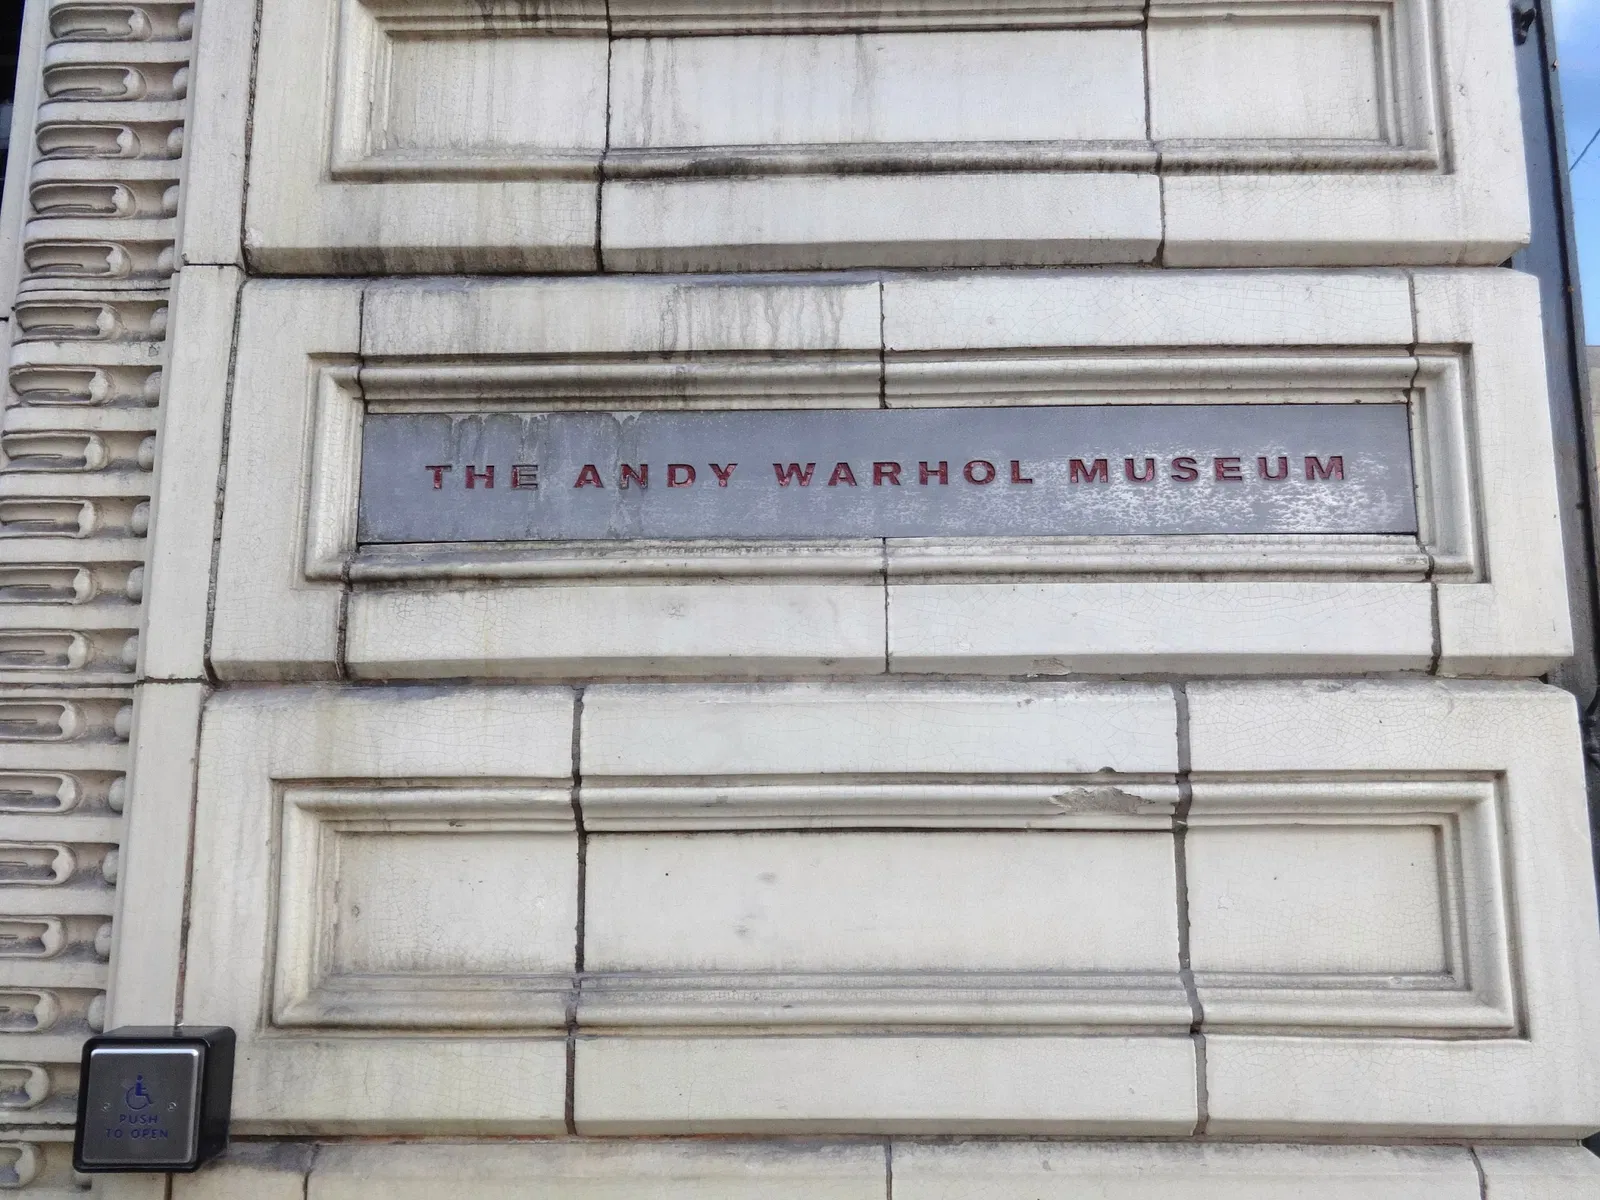 THE ANDY WARHOL MUSEUM
PUSH
TO OPEN